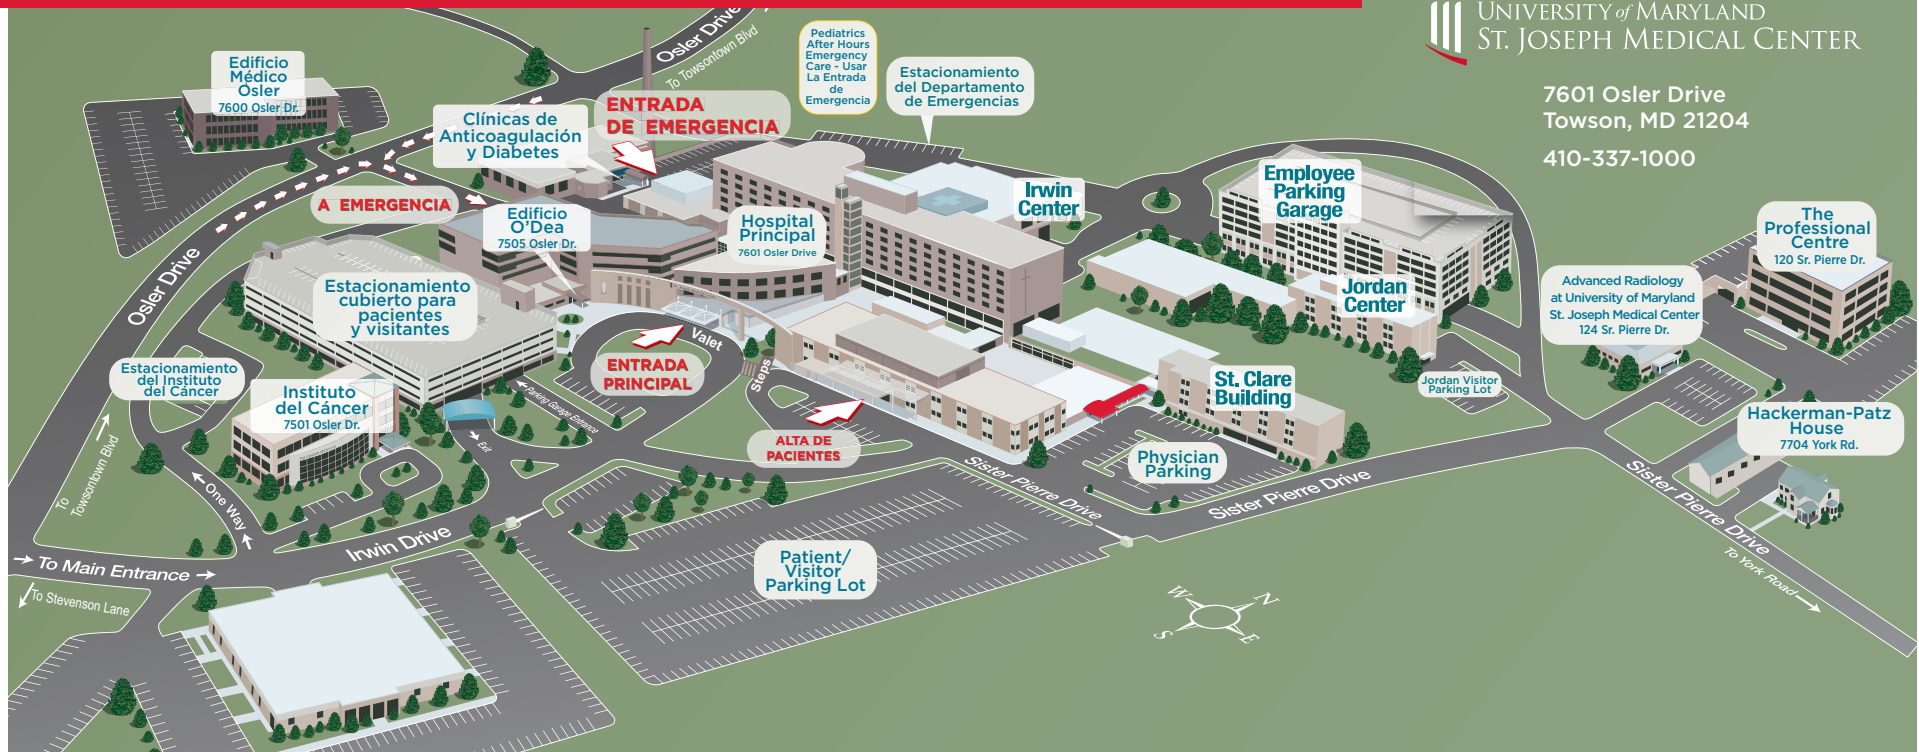 UNIVERSITY of MARYLAND
ST. JOSEPH MEDICAL CENTER
7601 Osler Drive
Towson, MD 21204
410-337-1000
Osler Drive
To Towsontown Blvd
Pediatrics
After Hours
Emergency
Care - Usar
La Entrada
de
Emergencia
Estacionamiento
del Departamento
de Emergencias
Edificio
Médico
Osler
7600 Osler Dr.
ENTRADA
DE EMERGENCIA
Clínicas de
Anticoagulación
y Diabetes
A EMERGENCIA
Edificio
O'Dea
7505 Osler Dr.
Hospital
Principal
7601 Osler Drive
Irwin
Center
Employee
Parking
Garage
The
Professional
Centre
120 Sr. Pierre Dr.
Jordan
Center
Advanced Radiology
at University of Maryland
St. Joseph Medical Center
124 Sr. Pierre Dr.
Osler Drive
Estacionamiento
cubierto para
pacientes
y visitantes
Valet
ENTRADA
PRINCIPAL
Steps
Estacionamiento
del Instituto
del Cáncer
Instituto
del Cáncer
7501 Osler Dr.
Parking Garage Entrance
Exit
St. Clare
Building
Jordan Visitor
Parking Lot
Hackerman-Patz
House
7704 York Rd.
ALTA DE
PACIENTES
Physician
Parking
To
Towsontown Blvd
One Way
Sister Pierre Drive
Sister Pierre Drive
Sister Pierre Drive
To York Road
Irwin Drive
To Main Entrance
To Stevenson Lane
Patient/
Visitor
Parking Lot
W
N
S
E